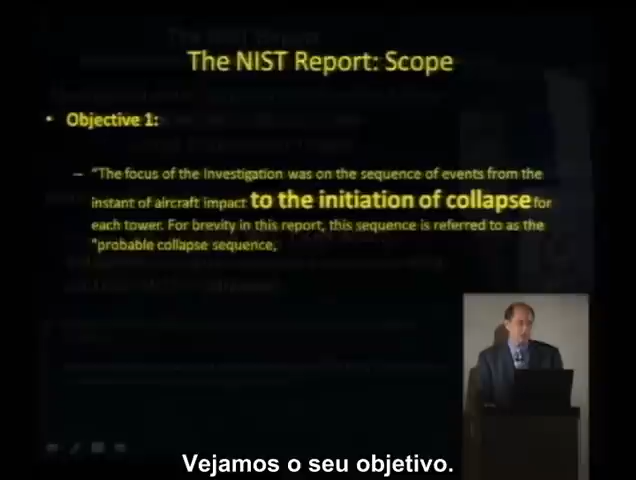 The NIST Report: Scope
• Objective 1:
– "The focus of the Investigation was on the sequence of events from the
instant of aircraft impact to the initiation of collapse for
each tower. For brevity in this report, this sequence is referred to as the
"probable collapse sequence,
Vejamos o seu objetivo.